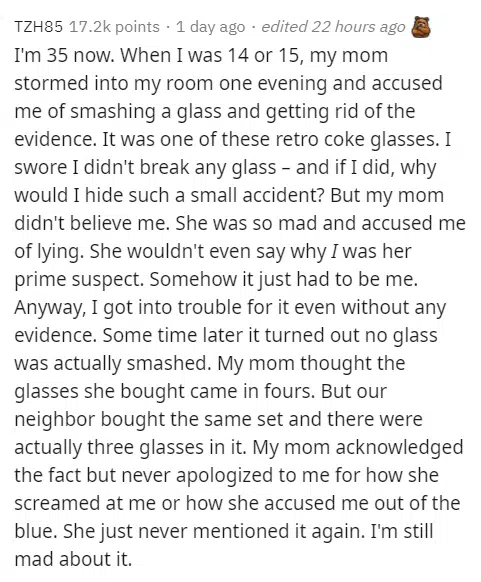 TZH85 17.2k points · 1 day ago · edited 22 hours ago
I'm 35 now. When I was 14 or 15, my mom
stormed into my room one evening and accused
me of smashing a glass and getting rid of the
evidence. It was one of these retro coke glasses. I
swore I didn't break any glass – and if I did, why
would I hide such a small accident? But my mom
didn't believe me. She was so mad and accused me
of lying. She wouldn't even say why I was her
prime suspect. Somehow it just had to be me.
Anyway, I got into trouble for it even without any
evidence. Some time later it turned out no glass
was actually smashed. My mom thought the
glasses she bought came in fours. But our
neighbor bought the same set and there were
actually three glasses in it. My mom acknowledged
the fact but never apologized to me for how she
screamed at me or how she accused me out of the
blue. She just never mentioned it again. I'm still
mad about it.